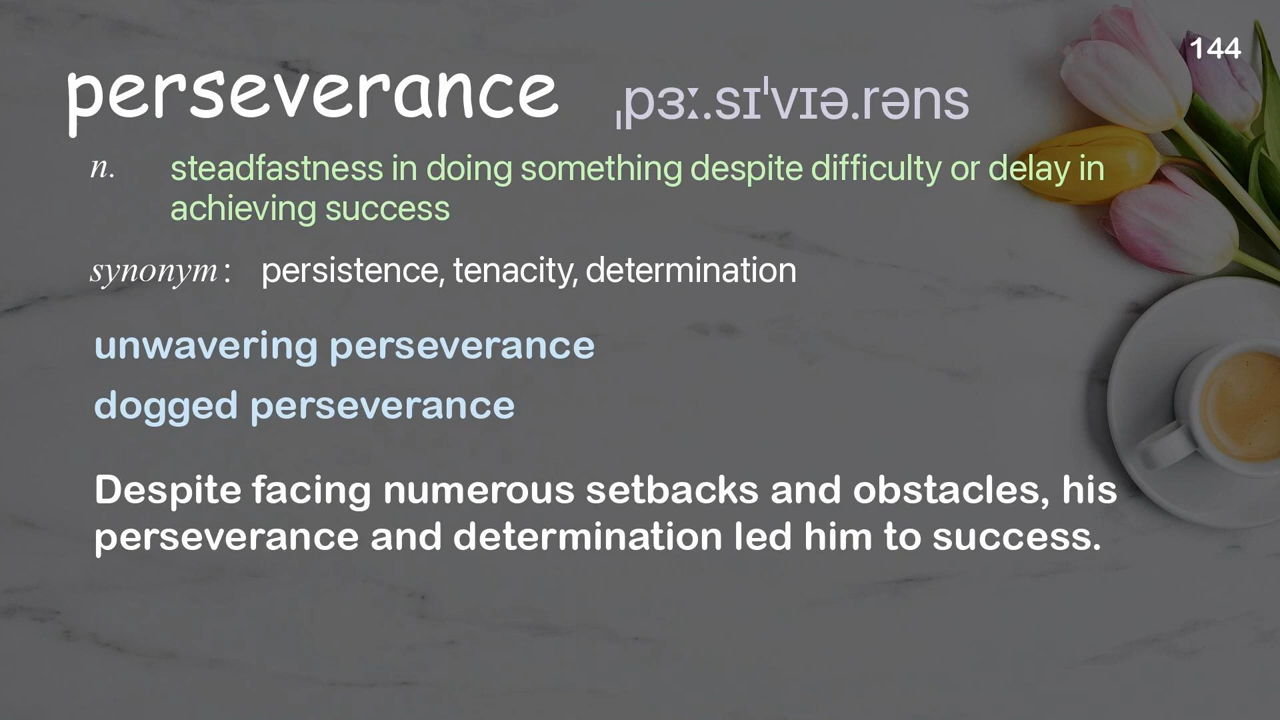 144
perseverance ˌpɜː.sɪˈvɪə.rəns
n. steadfastness in doing something despite difficulty or delay in
achieving success
synonym: persistence, tenacity, determination
unwavering perseverance
dogged perseverance
Despite facing numerous setbacks and obstacles, his
perseverance and determination led him to success.